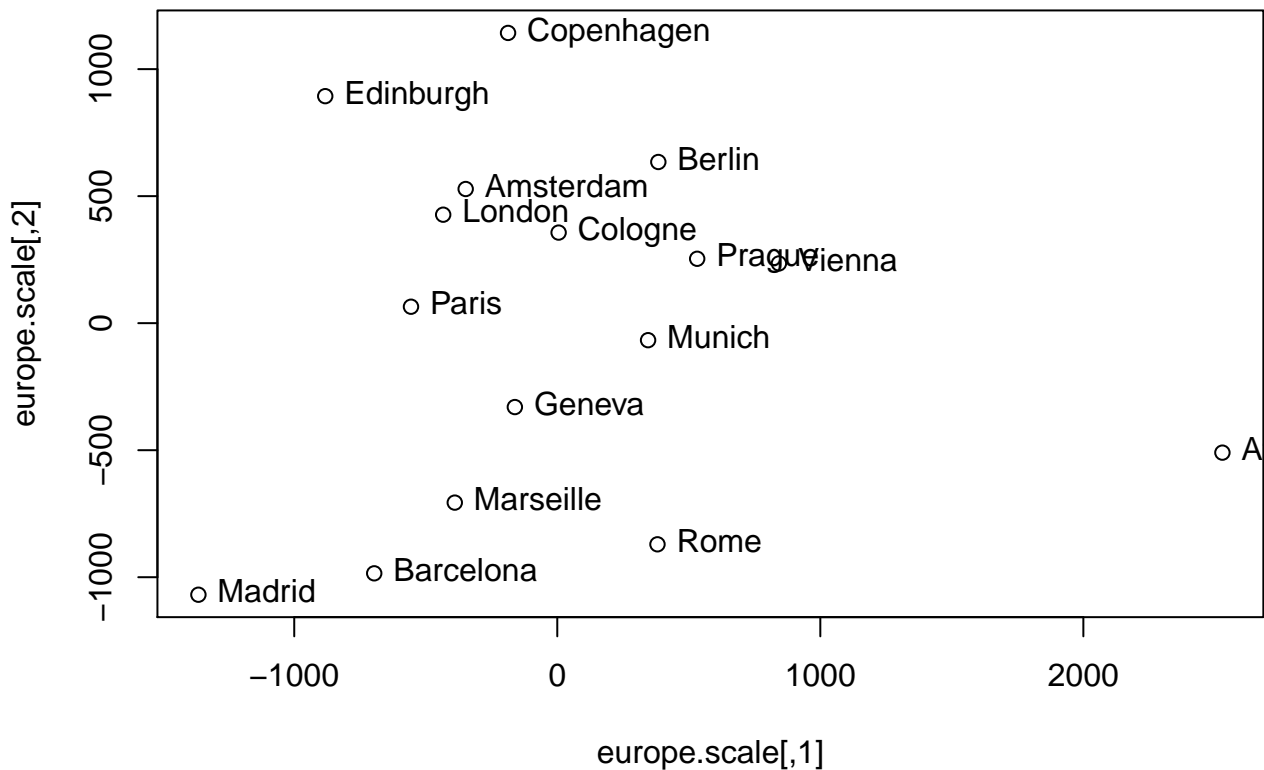 Copenhagen
Edinburgh
Berlin
Amsterdam
London
Cologne
Prague
Vienna
Paris
Munich
Geneva
A
Marseille
Rome
Barcelona
Madrid
1000
500
0
−500
−1000
europe.scale[,2]
−1000 0 1000 2000
europe.scale[,1]